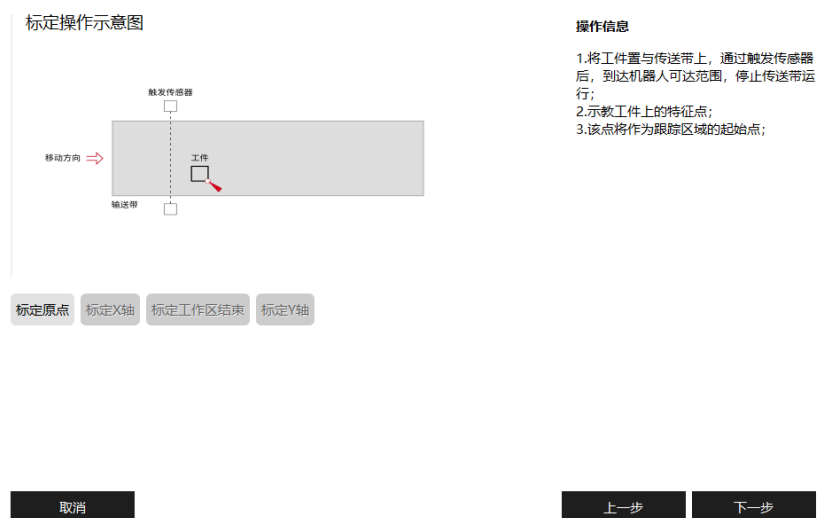 标定操作示意图
操作信息
1.将工件置与传送带上，通过触发传感器
后，到达机器人可达范围，停止传送带运
行；
2.示教工件上的特征点；
3.该点将作为跟踪区域的起始点；
触发传感器
移动方向
工件
输送带
标定原点 标定X轴 标定工作区结束 标定Y轴
取消 上一步 下一步